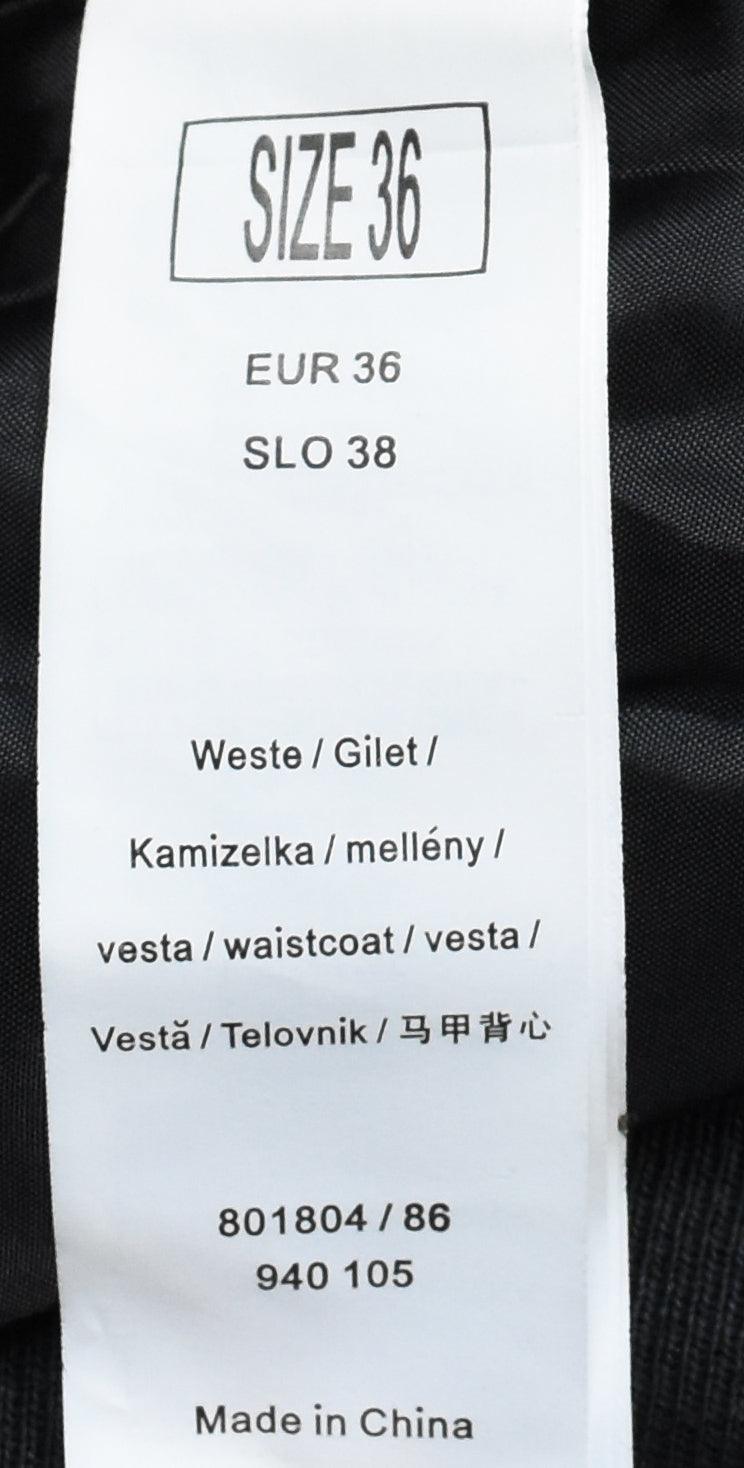 SIZE 36
EUR 36
SLO 38
Weste / Gilet /
Kamizelka / mellény /
vesta / waistcoat / vesta /
Vestă / Telovnik / 马甲背心
801804 / 86
940 105
Made in China